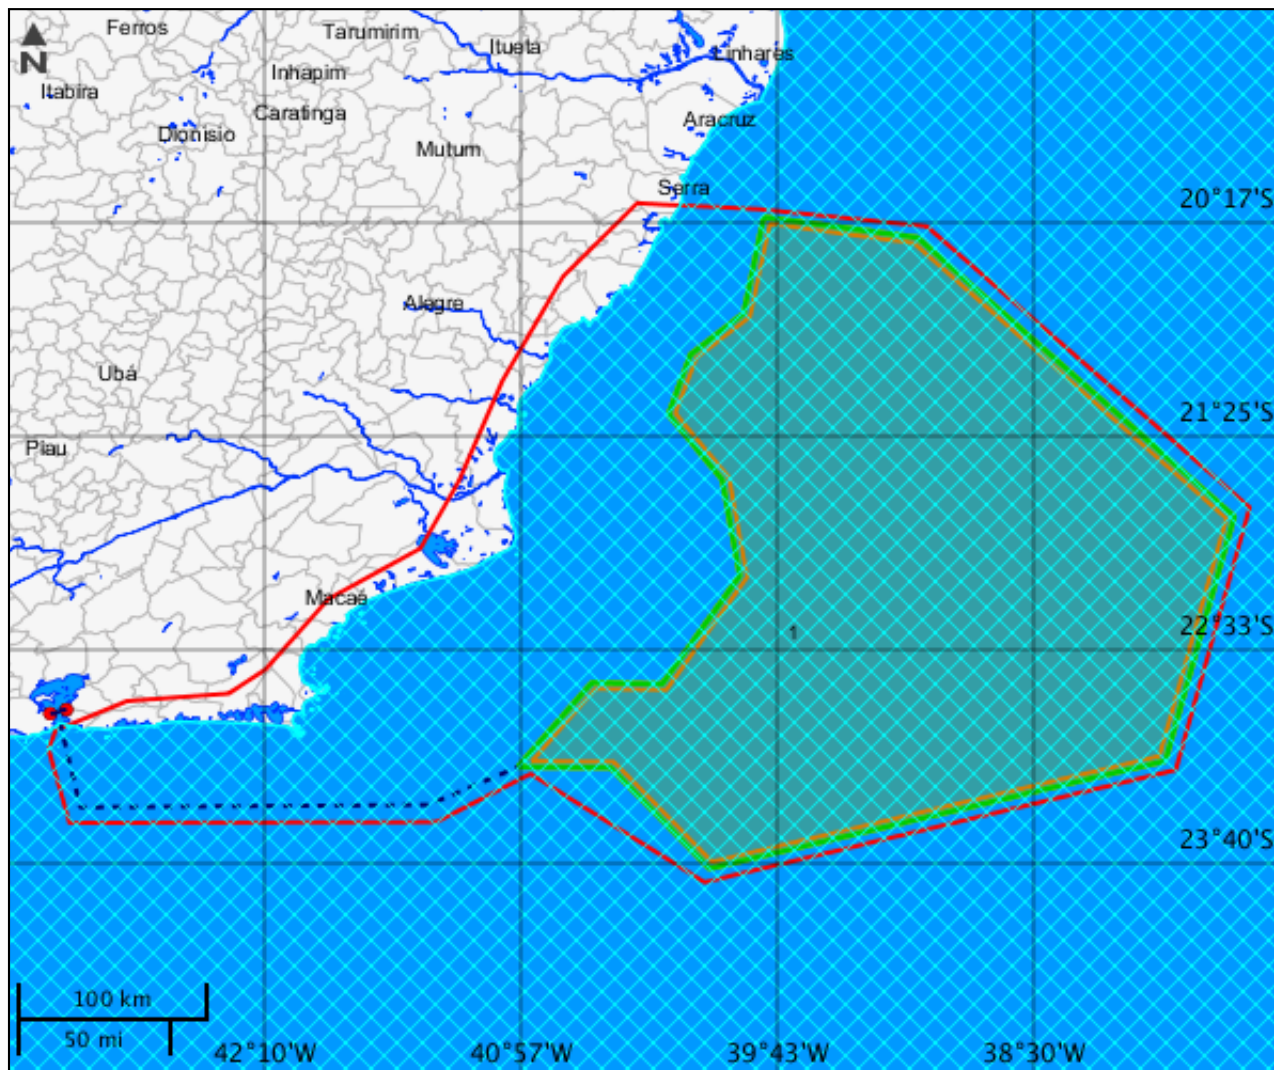 Ferros
Tarumirim
Itueta
Linhares
N
Inhapim
Itabira
Caratinga
Aracruz
Dionísio
Mutum
Serra
20°17'S
Alegre
Ubá
21°25'S
Piau
Macaé
22°33'S
1
23°40'S
100 km
50 mi
42°10'W
40°57'W
39°43'W
38°30'W